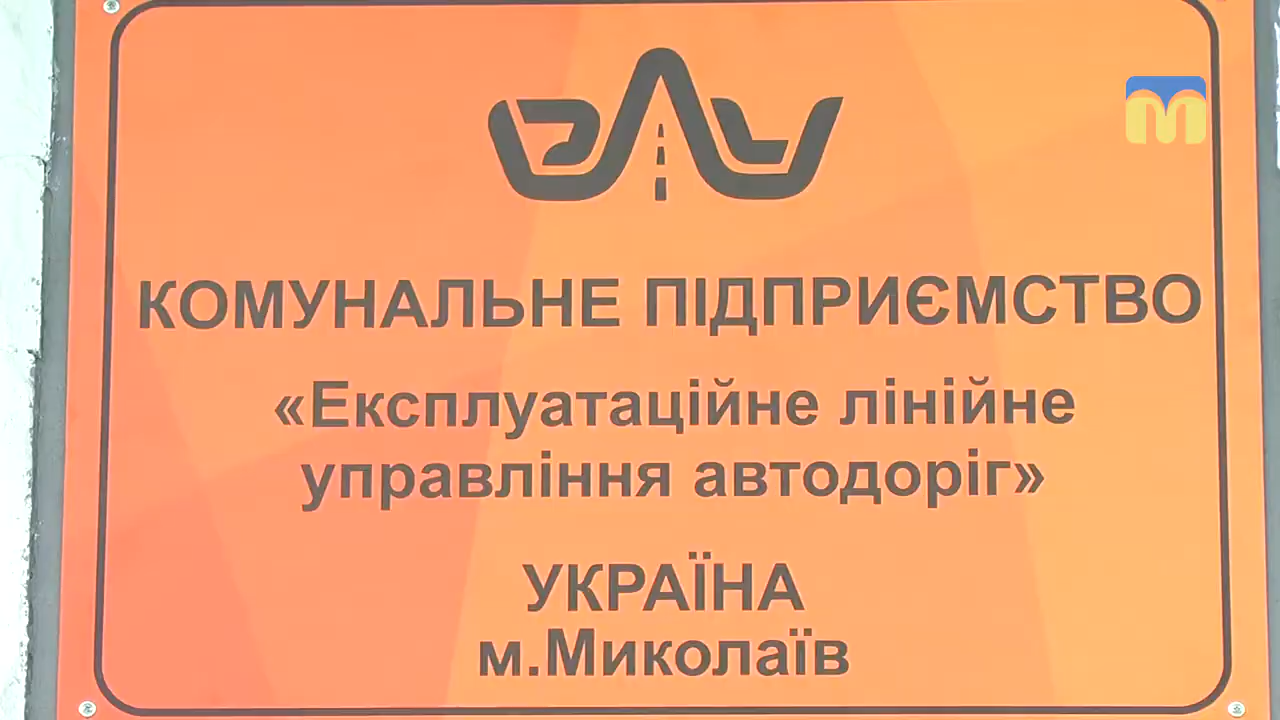 КОМУНАЛЬНЕ ПІДПРИЄМСТВО
«Експлуатаційне лінійне
управління автодоріг»
УКРАЇНА
м.Миколаїв